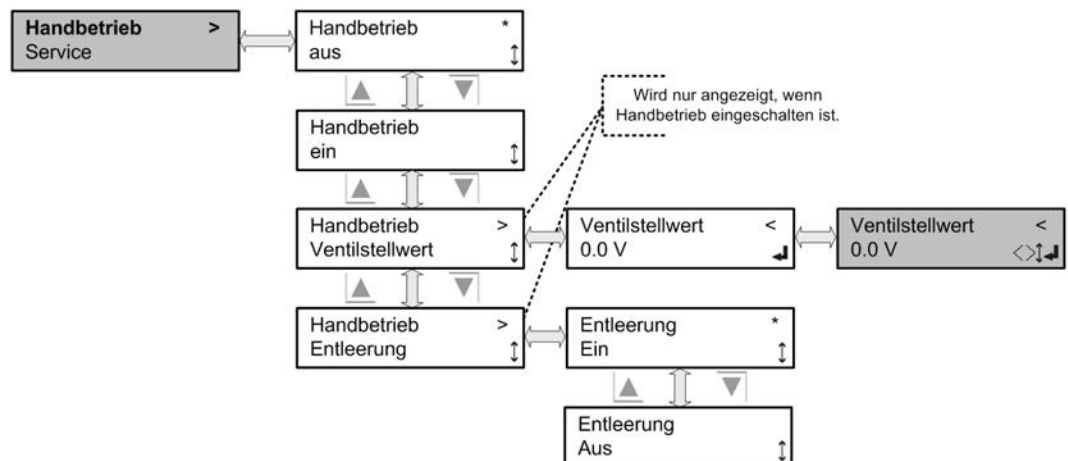 Handbetrieb >
Service
Handbetrieb *
aus
Handbetrieb
ein
Wird nur angezeigt, wenn
Handbetrieb eingeschalten ist.
Handbetrieb >
Ventilstellwert
Ventilstellwert <
0.0 V
Ventilstellwert <
0.0 V <>
Handbetrieb >
Entleerung
Entleerung *
Ein
Entleerung
Aus